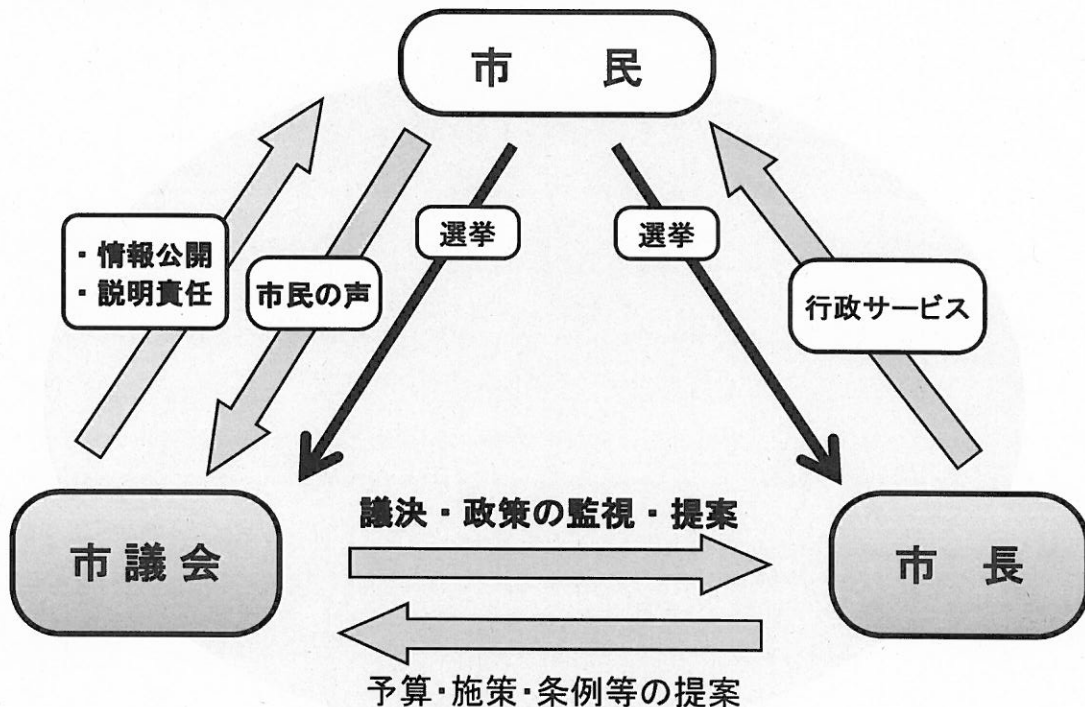 市　民
選挙
選挙
・情報公開
・説明責任
市民の声
行政サービス
議決・政策の監視・提案
市議会
市　長
予算・施策・条例等の提案